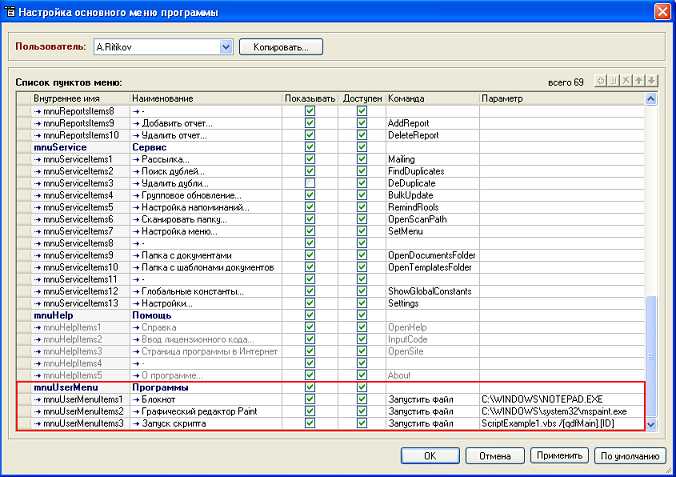 Настройка основного меню программы
Пользователь: A.Ritikov Копировать...
Список пунктов меню: всего 69
Внутреннее имя Наименование Показывать Доступен Команда Параметр
➔ mnuReportsItems8 ➔ -
➔ mnuReportsItems9 ➔ Добавить отчет... AddReport
➔ mnuReportsItems10 ➔ Удалить отчет... DeleteReport
mnuService Сервис
➔ mnuServiceItems1 ➔ Рассылка... Mailing
➔ mnuServiceItems2 ➔ Поиск дублей... FindDuplicates
➔ mnuServiceItems3 ➔ Удалить дубли... DeDuplicate
➔ mnuServiceItems4 ➔ Групповое обновление... BulkUpdate
➔ mnuServiceItems5 ➔ Настройка напоминаний... RemindRools
➔ mnuServiceItems6 ➔ Сканировать папку... OpenScanPath
➔ mnuServiceItems7 ➔ Настройка меню... SetMenu
➔ mnuServiceItems8 ➔ -
➔ mnuServiceItems9 ➔ Папка с документами OpenDocumentsFolder
➔ mnuServiceItems10 ➔ Папка с шаблонами документов OpenTemplatesFolder
➔ mnuServiceItems11 ➔ -
➔ mnuServiceItems12 ➔ Глобальные константы... ShowGlobalConstants
➔ mnuServiceItems13 ➔ Настройки... Settings
mnuHelp Помощь
➔ mnuHelpItems1 ➔ Справка OpenHelp
➔ mnuHelpItems2 ➔ Ввод лицензионного кода... InputCode
➔ mnuHelpItems3 ➔ Страница программы в Интернет OpenSite
➔ mnuHelpItems4 ➔ -
➔ mnuHelpItems5 ➔ О программе... About
mnuUserMenu Программы
➔ mnuUserMenuItems1 ➔ Блокнот Запустить файл C:\WINDOWS\NOTEPAD.EXE
➔ mnuUserMenuItems2 ➔ Графический редактор Paint Запустить файл C:\WINDOWS\system32\mspaint.exe
➔ mnuUserMenuItems3 ➔ Запуск скрипта Запустить файл ScriptExample1.vbs /[qdfMain].[ID]
OK Отмена Применить По умолчанию